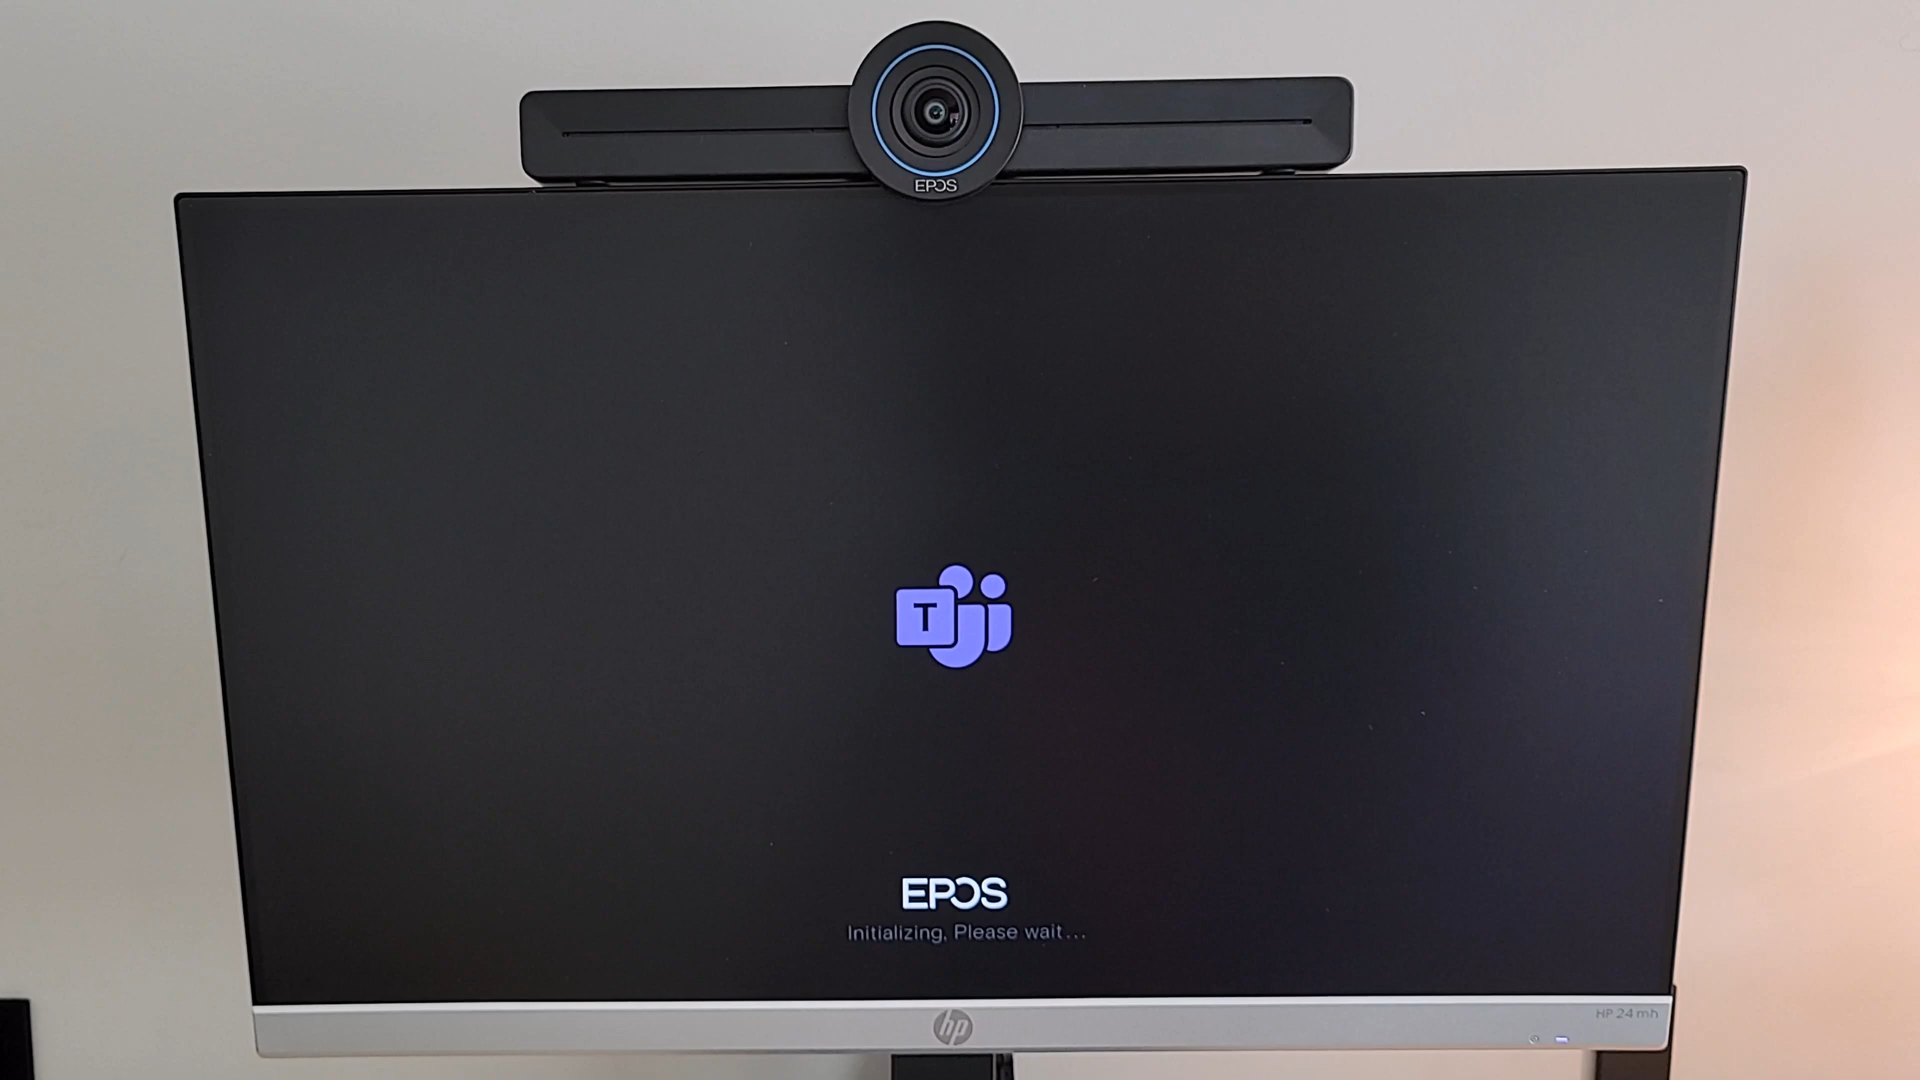 EPOS
T
EPOS
Initializing, Please wait...
hp
HP 24mh